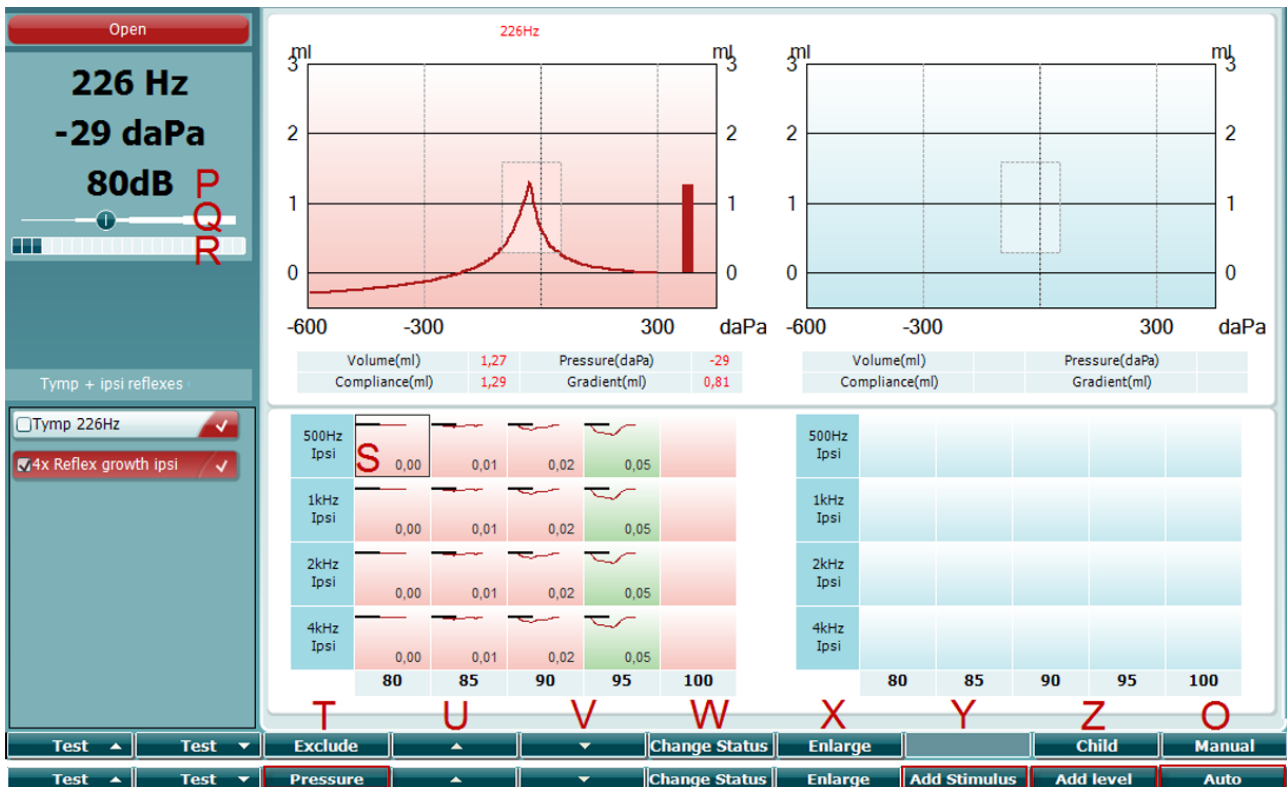 Open
226 Hz
-29 daPa
80dB P
Q
R
Tymp + ipsi reflexes
Tymp 226Hz
4x Reflex growth ipsi
226Hz
ml ml
3 3
2 2
1 1
0 0
-600 -300 300 daPa
Volume(ml) 1,27 Pressure(daPa) -29
Compliance(ml) 1,29 Gradient(ml) 0,81
ml ml
3 3
2 2
1 1
0 0
-600 -300 300 daPa
Volume(ml) Pressure(daPa)
Compliance(ml) Gradient(ml)
500Hz
Ipsi S 0,00 0,01 0,02 0,05
1kHz
Ipsi 0,00 0,01 0,02 0,05
2kHz
Ipsi 0,00 0,01 0,02 0,05
4kHz
Ipsi 0,00 0,01 0,02 0,05
80 85 90 95 100
500Hz
Ipsi
1kHz
Ipsi
2kHz
Ipsi
4kHz
Ipsi
80 85 90 95 100
T U V W X Y Z O
Test ▲ Test ▼ Exclude ▲ ▼ Change Status Enlarge Child Manual
Test ▲ Test ▼ Pressure ▲ ▼ Change Status Enlarge Add Stimulus Add level Auto